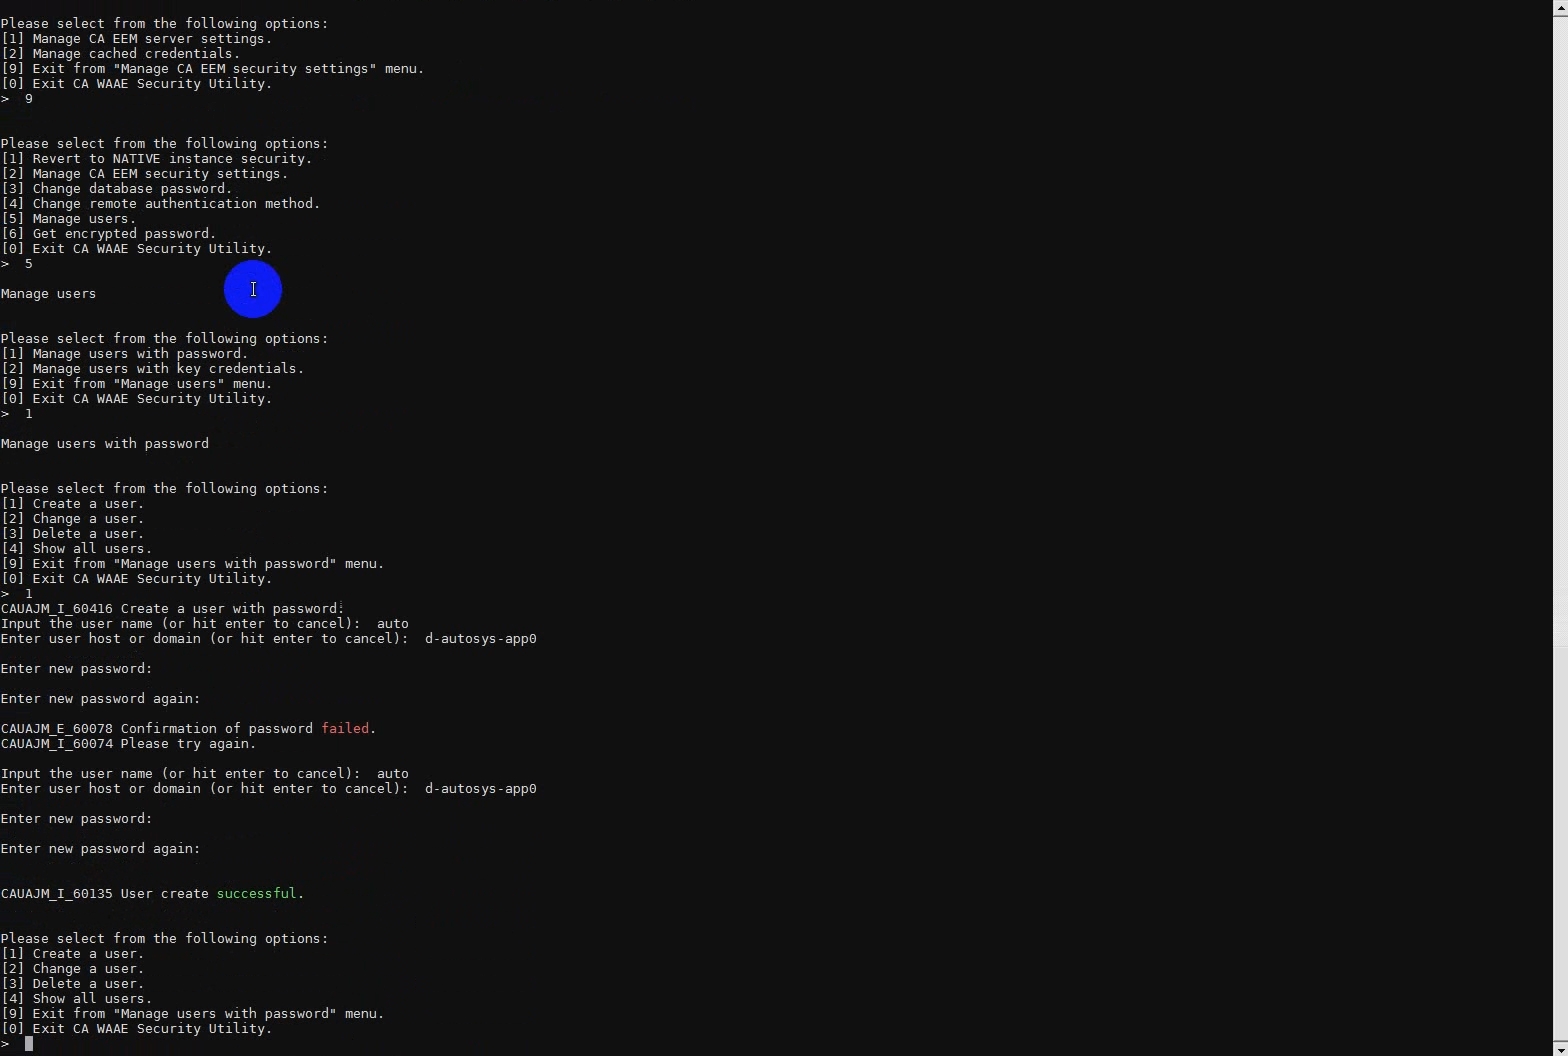 Please select from the following options:
[1] Manage CA EEM server settings.
[2] Manage cached credentials.
[9] Exit from "Manage CA EEM security settings" menu.
[0] Exit CA WAAE Security Utility.
>  9
Please select from the following options:
[1] Revert to NATIVE instance security.
[2] Manage CA EEM security settings.
[3] Change database password.
[4] Change remote authentication method.
[5] Manage users.
[6] Get encrypted password.
[0] Exit CA WAAE Security Utility.
>  5
Manage users
Please select from the following options:
[1] Manage users with password.
[2] Manage users with key credentials.
[9] Exit from "Manage users" menu.
[0] Exit CA WAAE Security Utility.
>  1
Manage users with password
Please select from the following options:
[1] Create a user.
[2] Change a user.
[3] Delete a user.
[4] Show all users.
[9] Exit from "Manage users with password" menu.
[0] Exit CA WAAE Security Utility.
>  1
CAUAJM_I_60416 Create a user with password:
Input the user name (or hit enter to cancel):  auto
Enter user host or domain (or hit enter to cancel):  d-autosys-app0
Enter new password:
Enter new password again:
CAUAJM_E_60078 Confirmation of password failed.
CAUAJM_I_60074 Please try again.
Input the user name (or hit enter to cancel):  auto
Enter user host or domain (or hit enter to cancel):  d-autosys-app0
Enter new password:
Enter new password again:
CAUAJM_I_60135 User create successful.
Please select from the following options:
[1] Create a user.
[2] Change a user.
[3] Delete a user.
[4] Show all users.
[9] Exit from "Manage users with password" menu.
[0] Exit CA WAAE Security Utility.
>